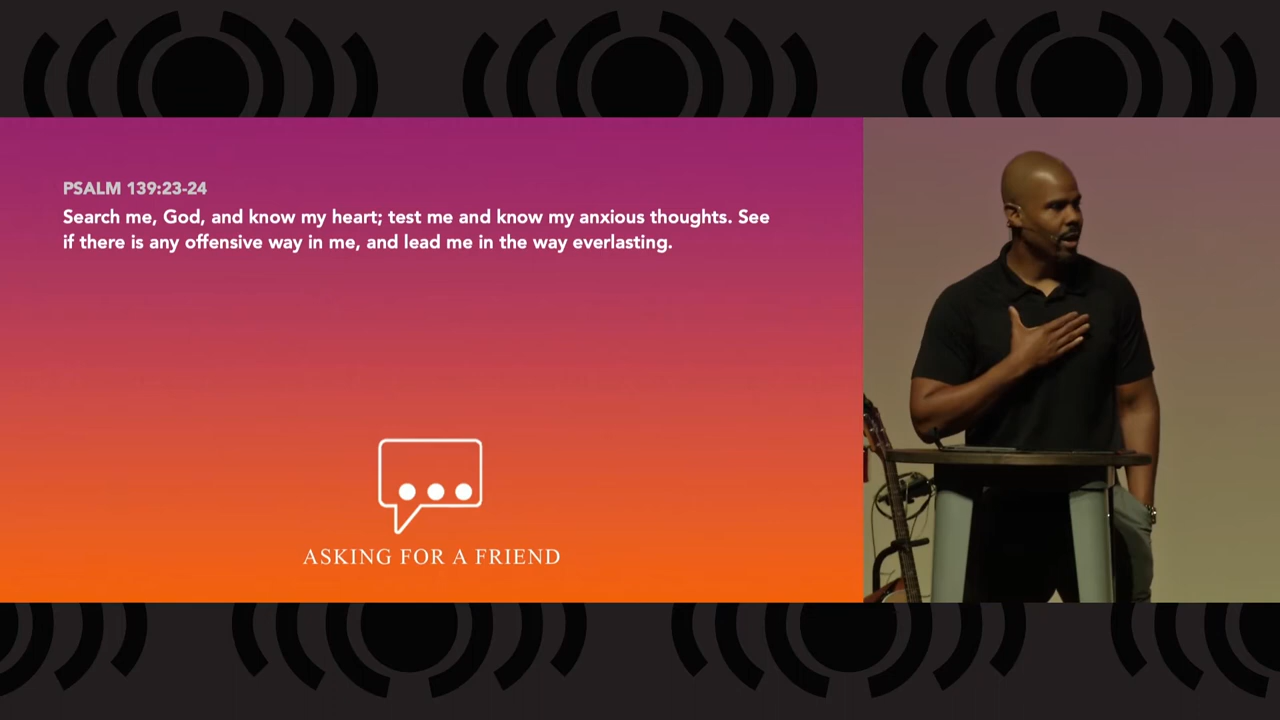 PSALM 139:23-24
Search me, God, and know my heart; test me and know my anxious thoughts. See
if there is any offensive way in me, and lead me in the way everlasting.
ASKING FOR A FRIEND